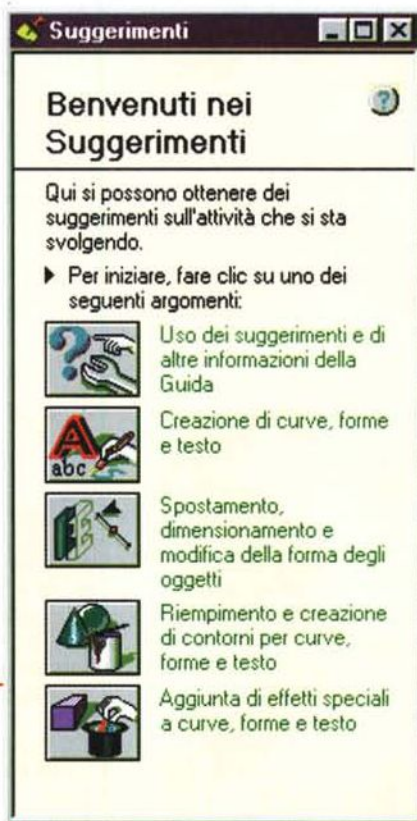 Suggerimenti
Benvenuti nei
Suggerimenti
Qui si possono ottenere dei
suggerimenti sull'attività che si sta
svolgendo.
Per iniziare, fare clic su uno dei
seguenti argomenti:
Uso dei suggerimenti e di
altre informazioni della
Guida
A
abc
Creazione di curve, forme
e testo
Spostamento,
dimensionamento e
modifica della forma degli
oggetti
Riempimento e creazione
di contorni per curve,
forme e testo
Aggiunta di effetti speciali
a curve, forme e testo